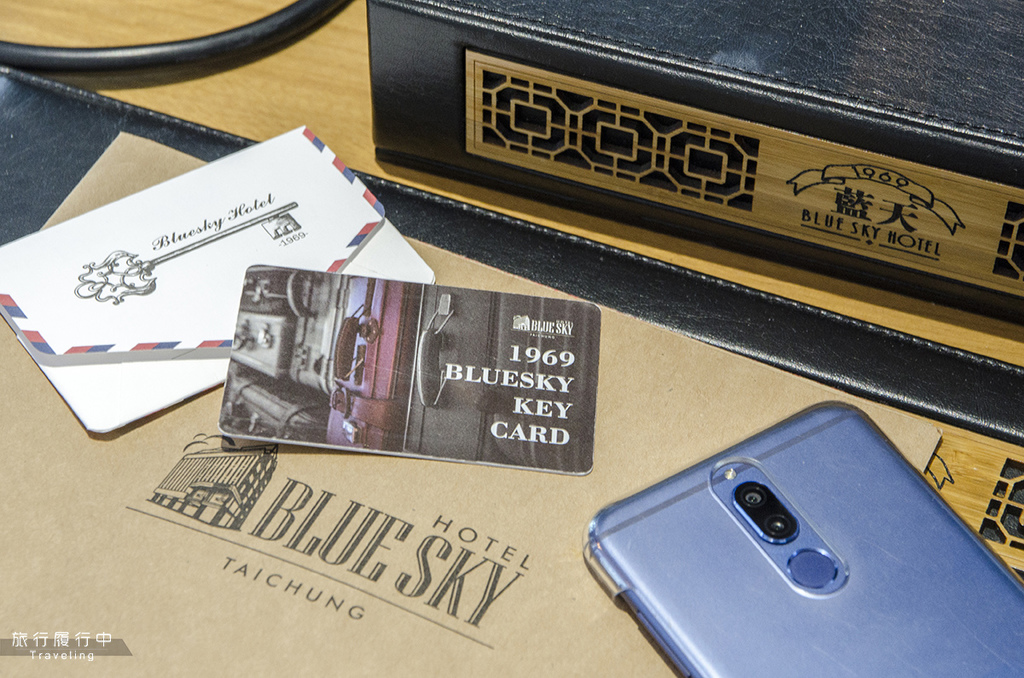 Bluesky Hotel
-1969-
1969
藍天
BLUE SKY HOTEL
BLUE SKY
TAICHUNG
1969
BLUESKY
KEY
CARD
HOTEL
BLUE SKY
TAICHUNG
旅行履行中
Traveling